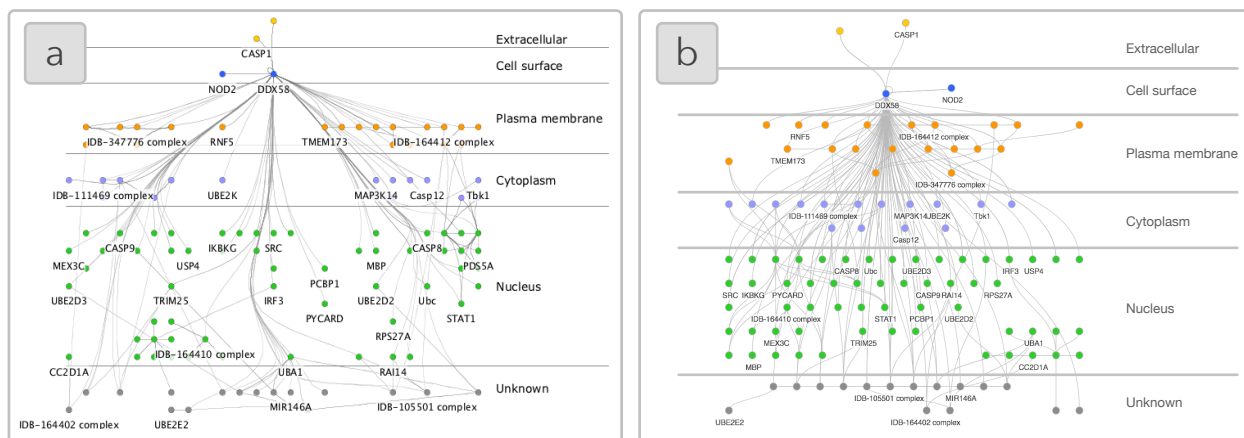 a
Extracellular
CASP1
Cell surface
NOD2 DDX58
Plasma membrane
IDB-347776 complex RNF5 TMEM173 IDB-164412 complex
Cytoplasm
IDB-111469 complex UBE2K MAP3K14 Casp12 Tbk1
CASP9 IKBKG SRC CASP8
MEX3C USP4 MBP PDS5A
PCBP1
Nucleus
UBE2D3 TRIM25 IRF3 UBE2D2 Ubc STAT1
PYCARD
RPS27A
IDB-164410 complex
CC2D1A UBA1 RAI14
Unknown
MIR146A IDB-105501 complex
IDB-164402 complex UBE2E2
b
CASP1
Extracellular
Cell surface
NOD2
DDX58
RNF5 IDB-164412 complex
Plasma membrane
TMEM173
IDB-347776 complex
IDB-111469 complex MAP3K14 UBE2K Tbk1
Cytoplasm
Casp12
CASP8 Ubc UBE2D3 IRF3 USP4
SRC IKBKG PYCARD CASP9 RAI14 RPS27A
Nucleus
IDB-164410 complex STAT1 PCBP1 UBE2D2
MEX3C TRIM25 UBA1
MBP CC2D1A
IDB-105501 complex MIR146A
Unknown
UBE2E2 IDB-164402 complex